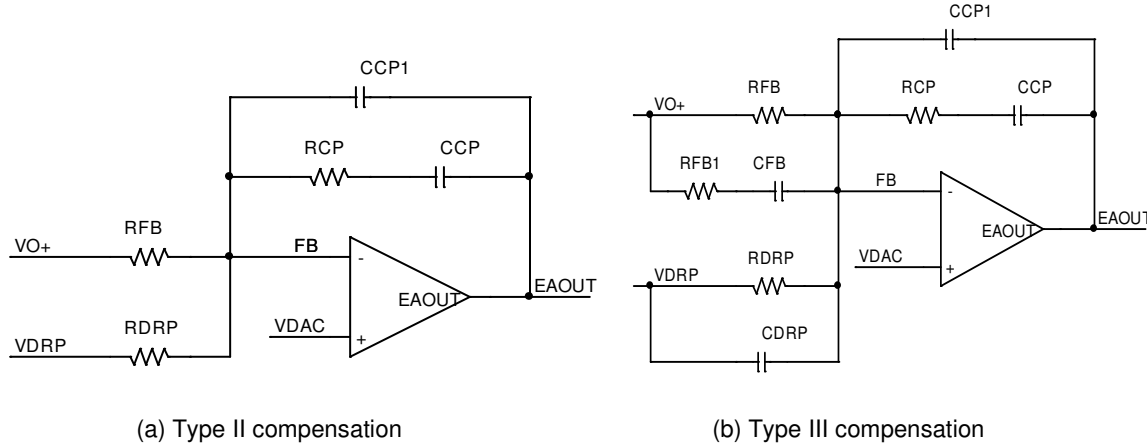 CCP1
RCP
CCP
RFB
VO+
FB
EAOUT
EAOUT
RDRP
VDAC
VDRP
-
+
(a) Type II compensation
CCP1
RFB
RCP
CCP
VO+
RFB1
CFB
FB
-
EAOUT
EAOUT
RDRP
VDAC
VDRP
+
CDRP
(b) Type III compensation